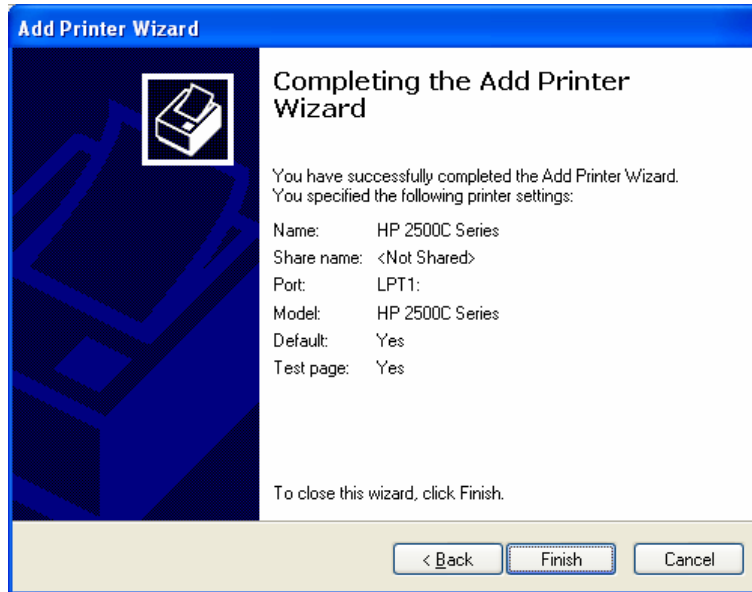 Add Printer Wizard
Completing the Add Printer
Wizard
You have successfully completed the Add Printer Wizard.
You specified the following printer settings:
Name: HP 2500C Series
Share name: <Not Shared>
Port: LPT1:
Model: HP 2500C Series
Default: Yes
Test page: Yes
To close this wizard, click Finish.
< Back Finish Cancel